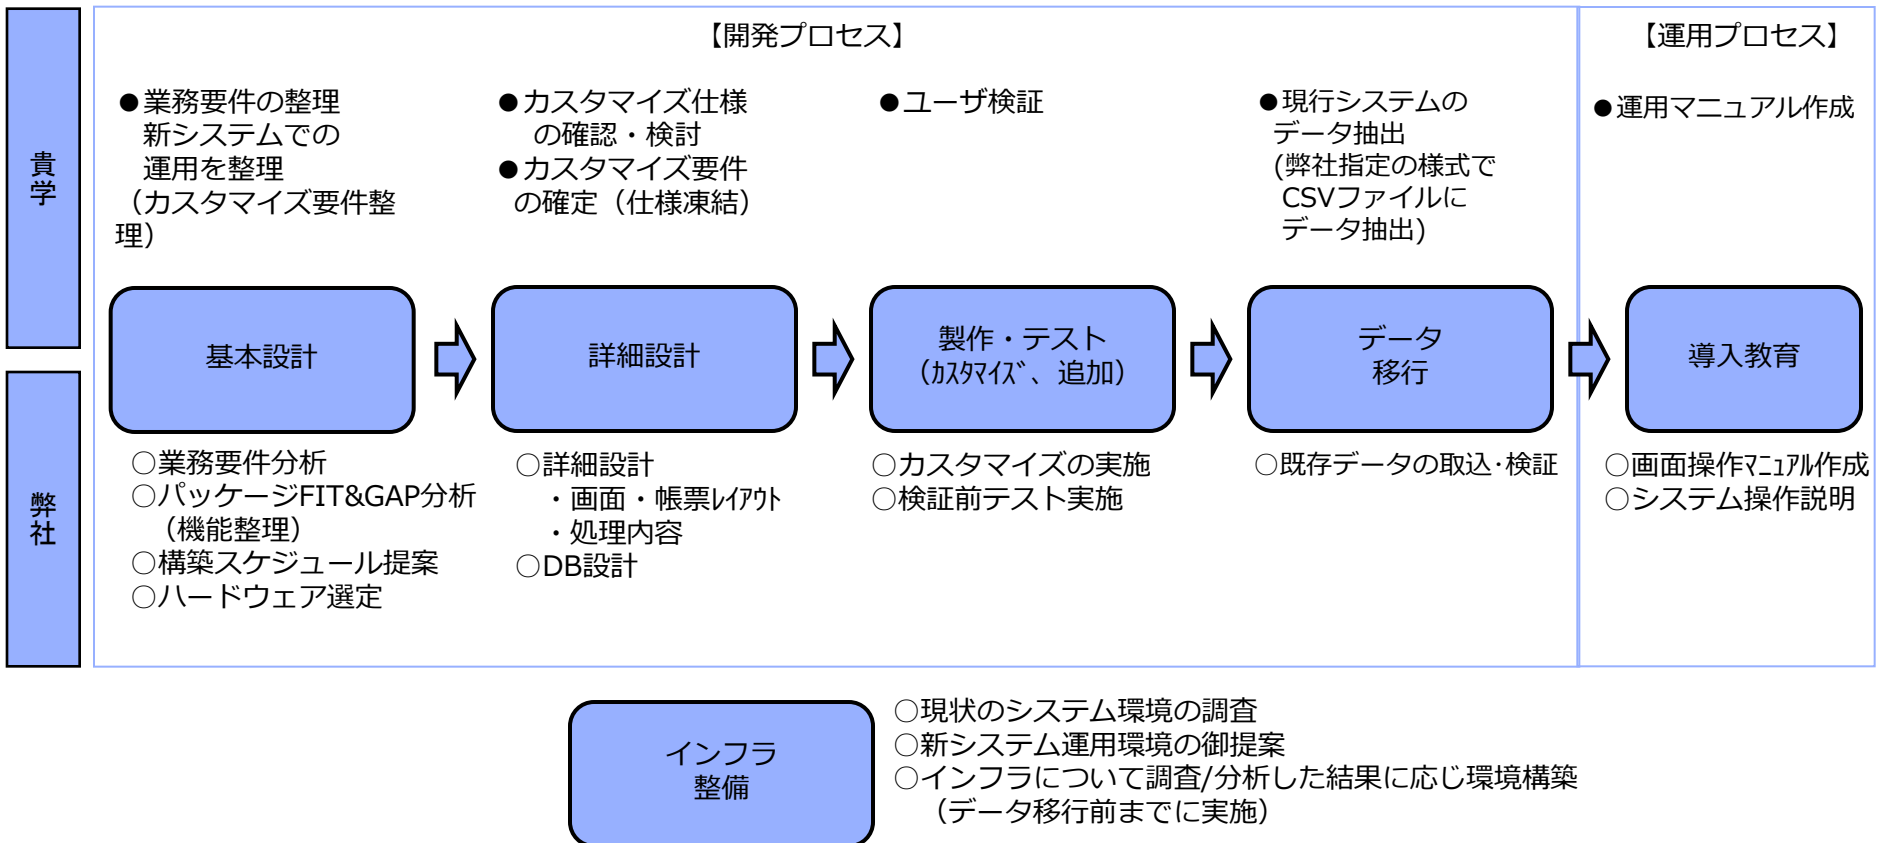 【開発プロセス】
【運用プロセス】
貴学
●業務要件の整理
新システムでの
運用を整理
（カスタマイズ要件整
理）
●カスタマイズ仕様
の確認・検討
●カスタマイズ要件
の確定（仕様凍結）
●ユーザ検証
●現行システムの
データ抽出
(弊社指定の様式で
CSVファイルに
データ抽出)
●運用マニュアル作成
基本設計
詳細設計
製作・テスト
（ｶｽﾀﾏｲｽﾞ、追加）
データ
移行
導入教育
弊社
○業務要件分析
○パッケージFIT&GAP分析
（機能整理）
○構築スケジュール提案
○ハードウェア選定
○詳細設計
・画面・帳票ﾚｲｱｳﾄ
・処理内容
○DB設計
○カスタマイズの実施
○検証前テスト実施
○既存データの取込･検証
○画面操作ﾏﾆｭｱﾙ作成
○システム操作説明
インフラ
整備
○現状のシステム環境の調査
○新システム運用環境の御提案
○インフラについて調査/分析した結果に応じ環境構築
（データ移行前までに実施）